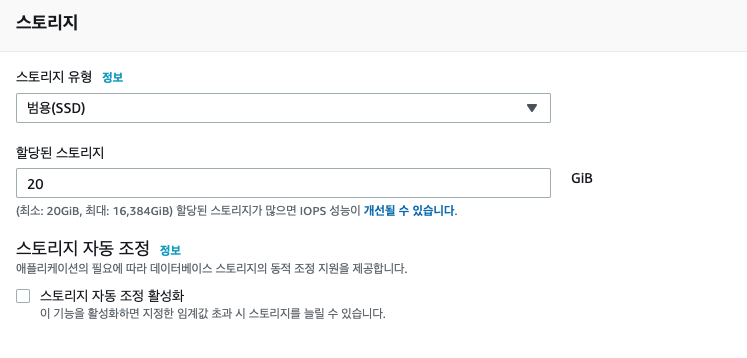 스토리지
스토리지 유형 정보
범용(SSD)
할당된 스토리지
20 GiB
(최소: 20GiB, 최대: 16,384GiB) 할당된 스토리지가 많으면 IOPS 성능이 개선될 수 있습니다.
스토리지 자동 조정 정보
애플리케이션의 필요에 따라 데이터베이스 스토리지의 동적 조정 지원을 제공합니다.
스토리지 자동 조정 활성화
이 기능을 활성화하면 지정한 임계값 초과 시 스토리지를 늘릴 수 있습니다.